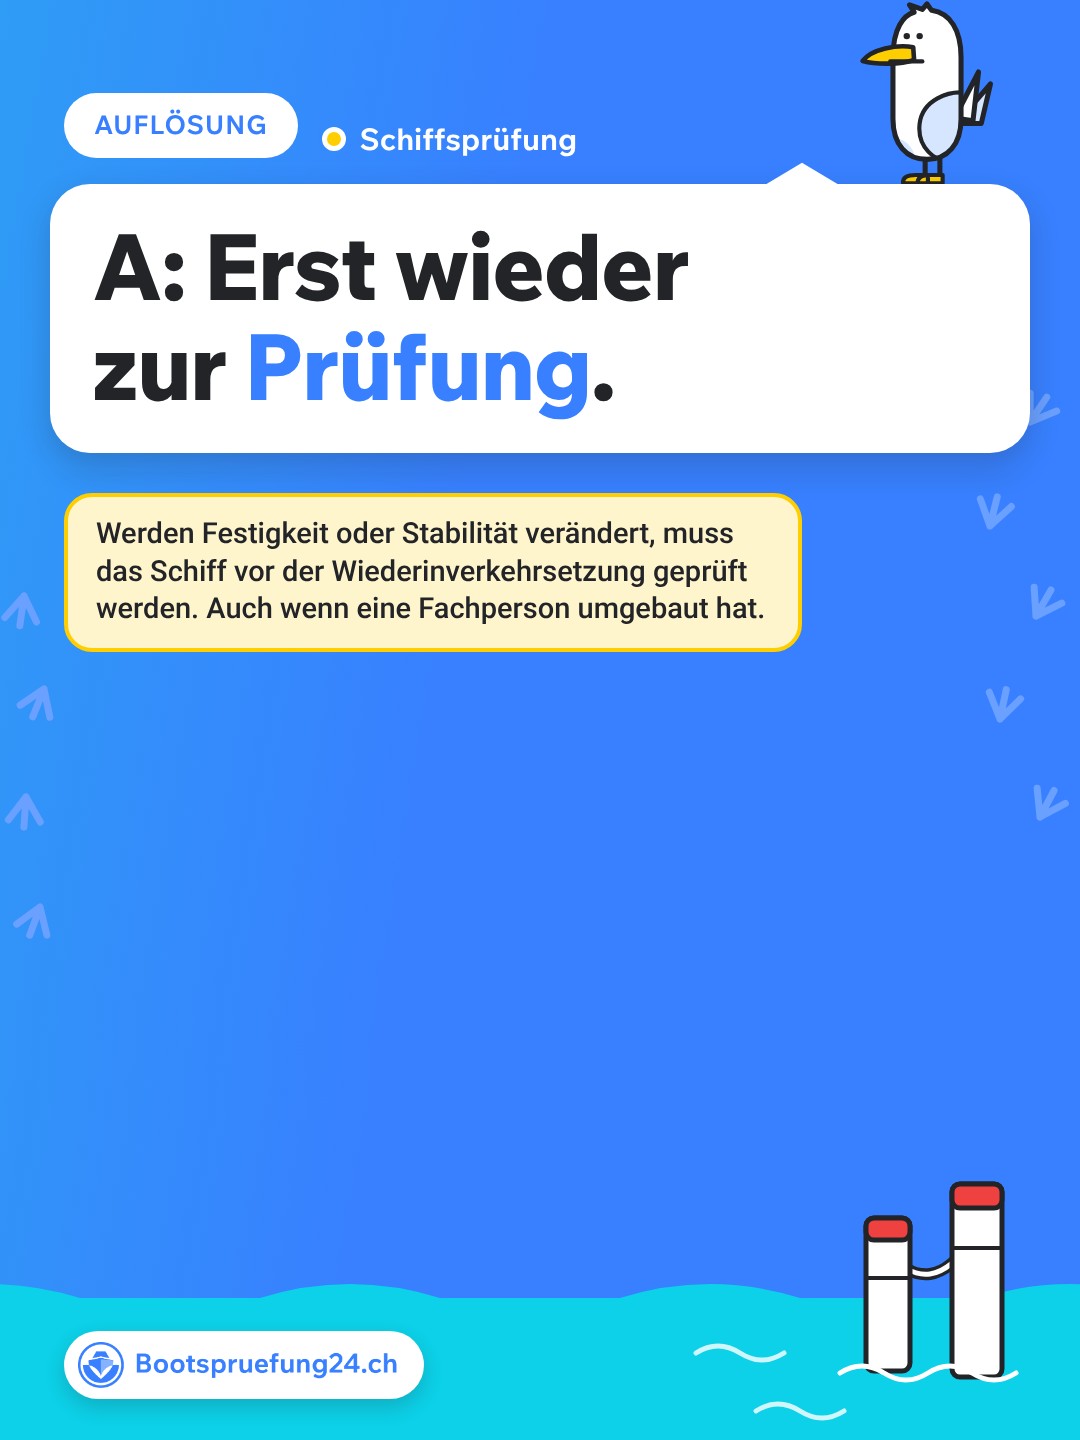 AUFLÖSUNG
Schiffsprüfung
A: Erst wieder
zur Prüfung.
Werden Festigkeit oder Stabilität verändert, muss
das Schiff vor der Wiederinverkehrsetzung geprüft
werden. Auch wenn eine Fachperson umgebaut hat.
Bootspruefung24.ch